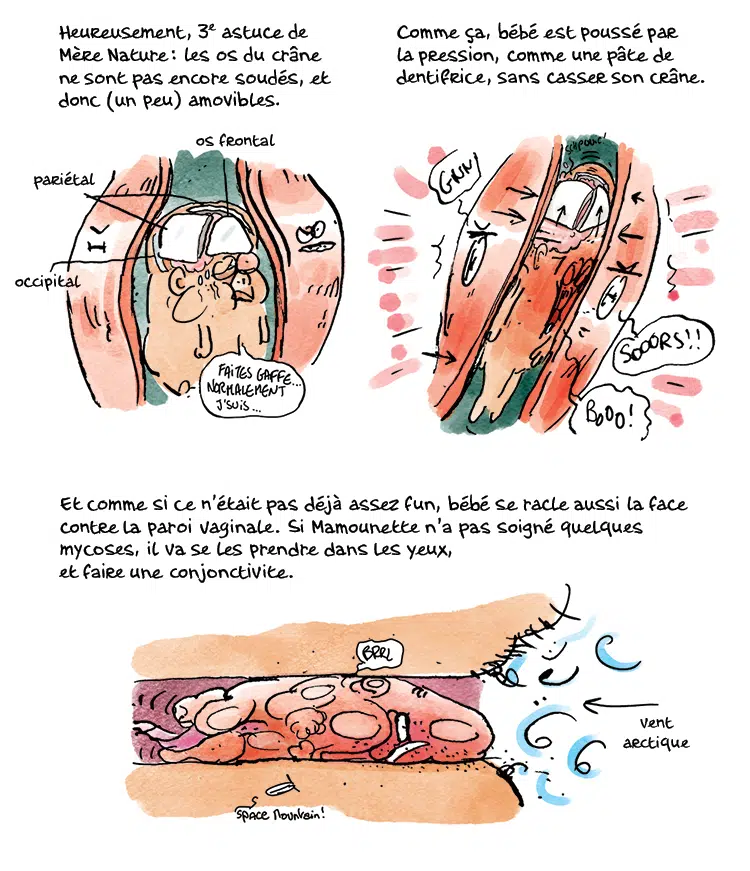 Heureusement, 3e astuce de
Mère Nature : les os du crâne
ne sont pas encore soudés, et
donc (un peu) amovibles.
Comme ça, bébé est poussé par
la pression, comme une pâte de
dentifrice, sans casser son crâne.
os frontal
pariétal
occipital
FAITES GAFFE...
NORMALEMENT
J'SUIS...
GNN!
SOOORS!!
BOOO!
Et comme si ce n'était pas déjà assez fun, bébé se racle aussi la face
contre la paroi vaginale. Si Mamounette n'a pas soigné quelques
mycoses, il va se les prendre dans les yeux,
et faire une conjonctivite.
BRRL
vent
arctique
space mountain!